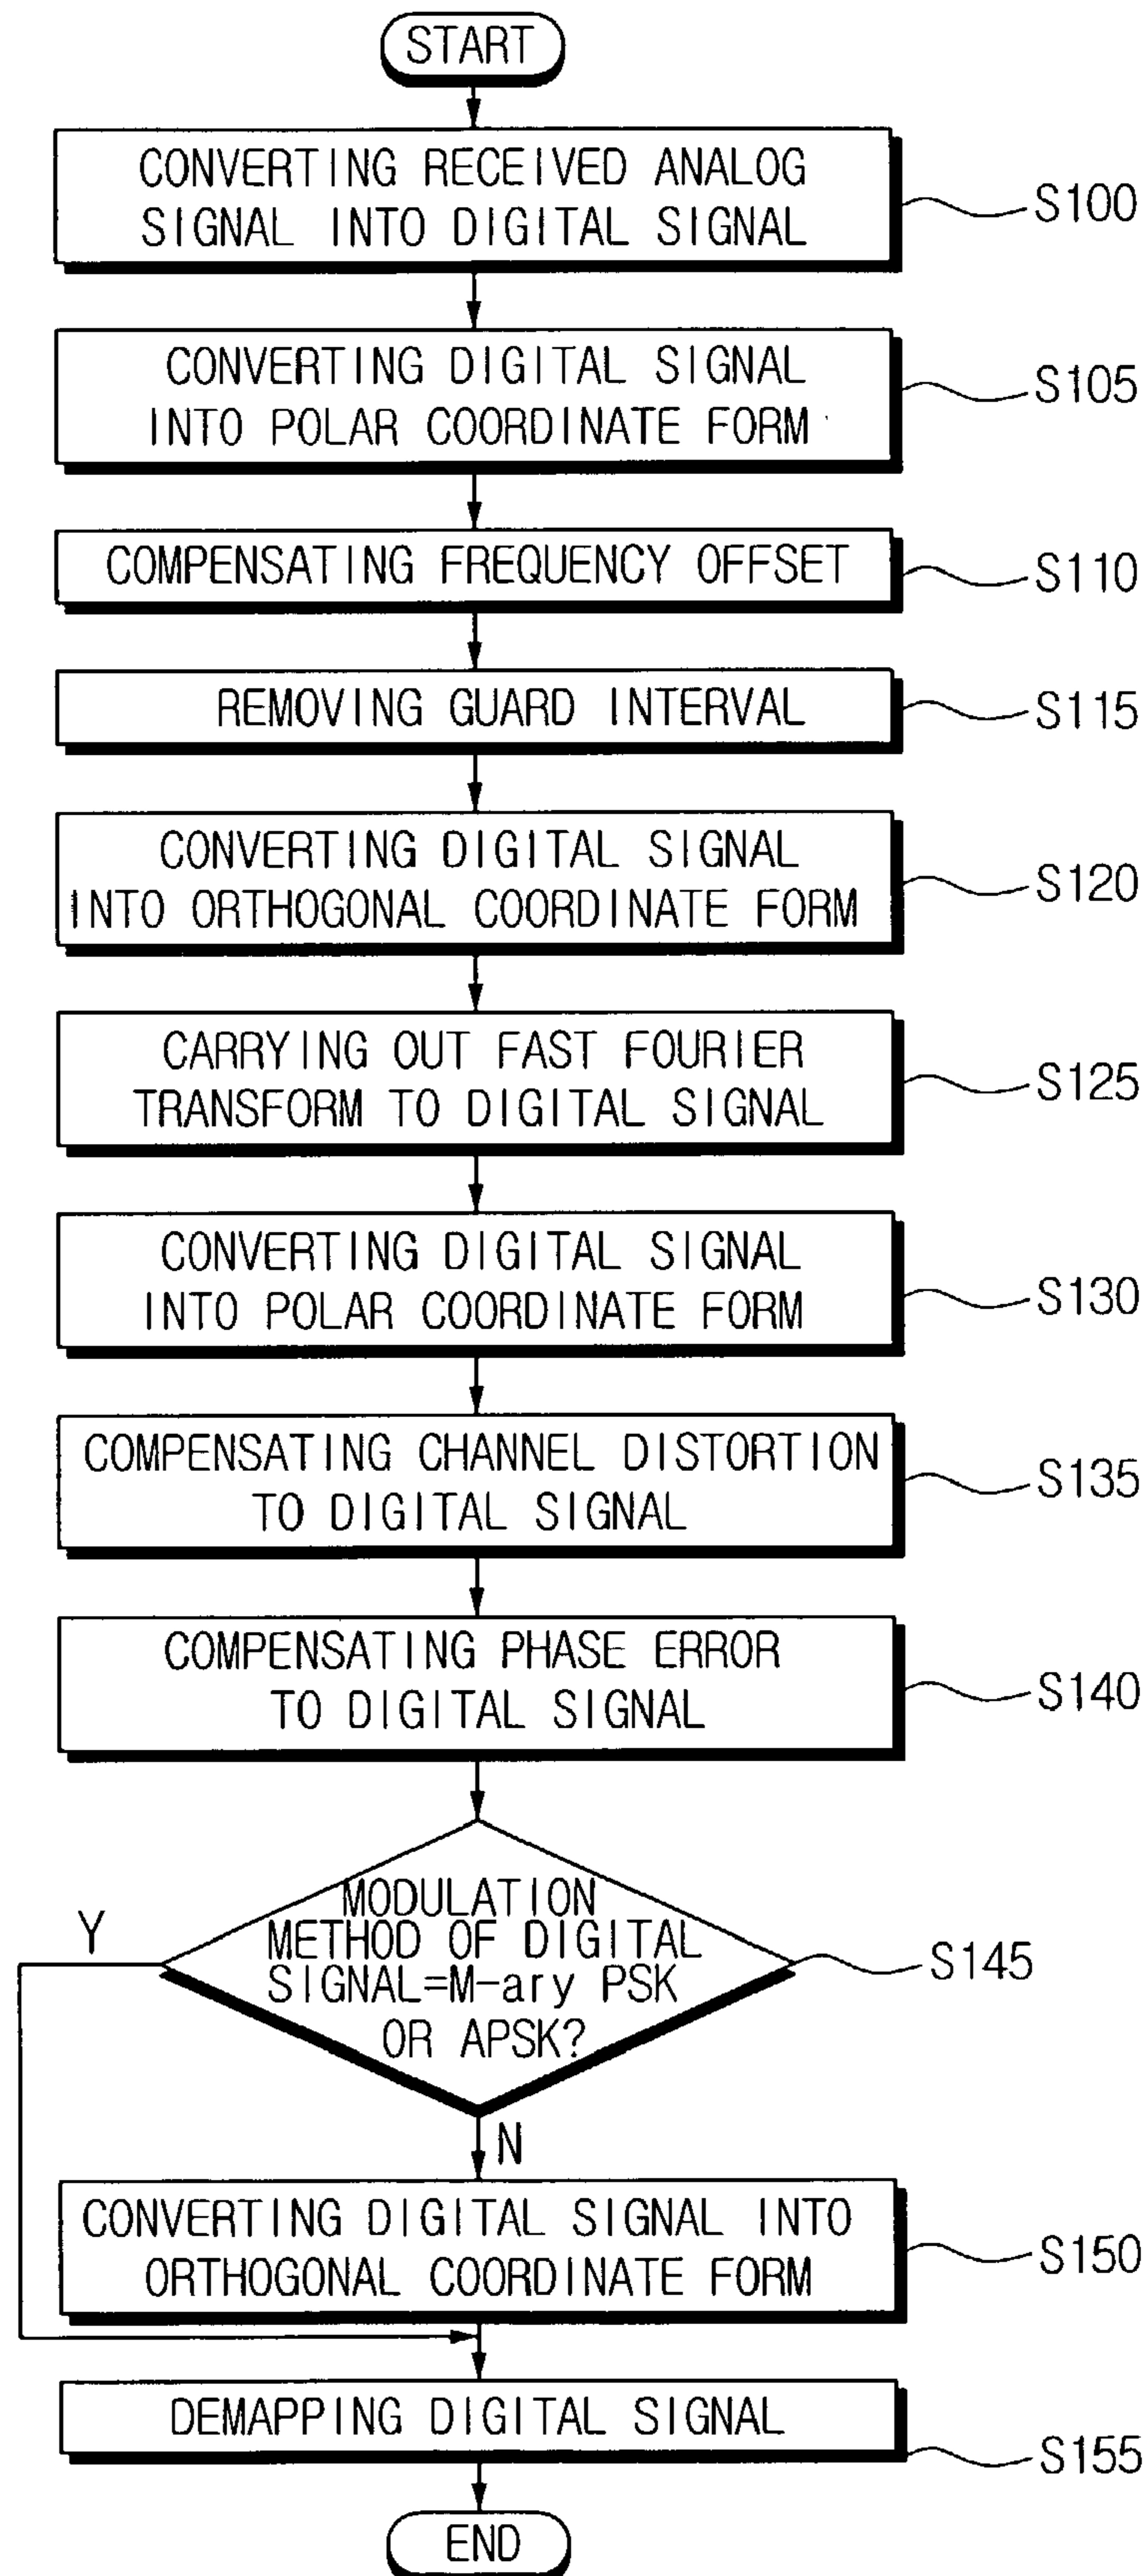 START
CONVERTING RECEIVED ANALOG
SIGNAL INTO DIGITAL SIGNAL
S100
CONVERTING DIGITAL SIGNAL
INTO POLAR COORDINATE FORM
S105
COMPENSATING FREQUENCY OFFSET
S110
REMOVING GUARD INTERVAL
S115
CONVERTING DIGITAL SIGNAL
INTO ORTHOGONAL COORDINATE FORM
S120
CARRYING OUT FAST FOURIER
TRANSFORM TO DIGITAL SIGNAL
S125
CONVERTING DIGITAL SIGNAL
INTO POLAR COORDINATE FORM
S130
COMPENSATING CHANNEL DISTORTION
TO DIGITAL SIGNAL
S135
COMPENSATING PHASE ERROR
TO DIGITAL SIGNAL
S140
MODULATION
METHOD OF DIGITAL
SIGNAL=M-ary PSK
OR APSK?
S145
Y
N
CONVERTING DIGITAL SIGNAL INTO
ORTHOGONAL COORDINATE FORM
S150
DEMAPPING DIGITAL SIGNAL
S155
END